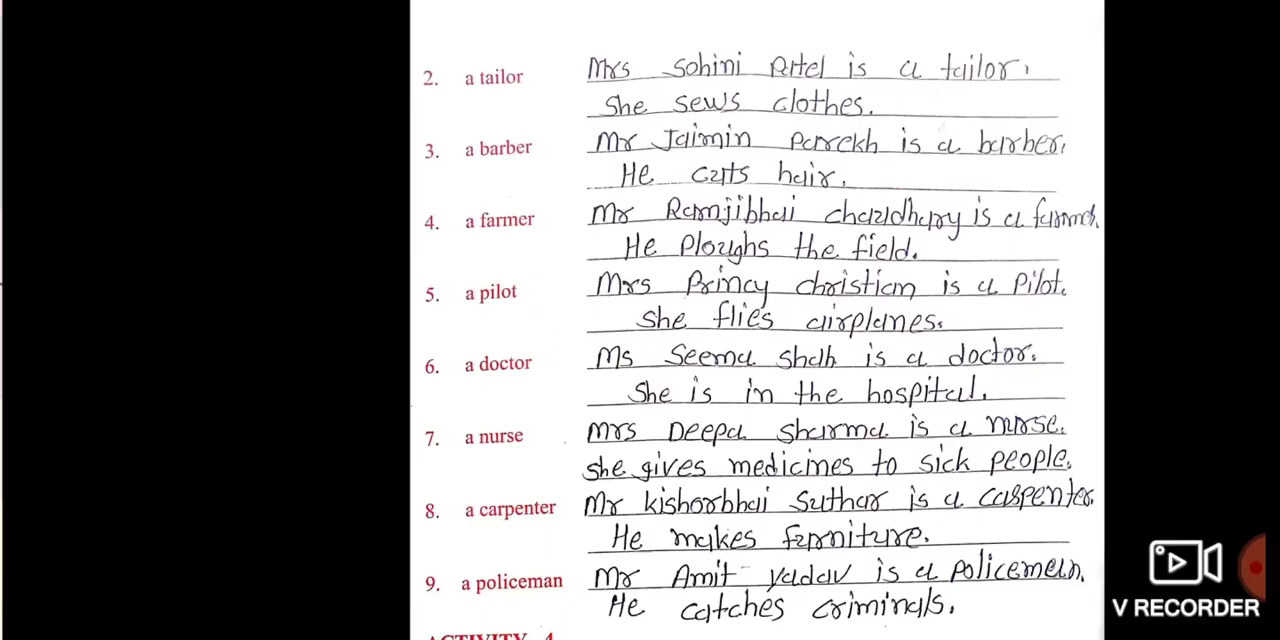 2. a tailor Mrs Sohini Patel is a tailor.
She sews clothes.
3. a barber Mr Jaimin Parekh is a barber.
He cuts hair.
4. a farmer Mr Ramjibhai chaudhary is a farmer.
He Ploughs the field.
5. a pilot Mrs Princy christian is a Pilot.
She flies airplanes.
6. a doctor Ms Seema Shah is a doctor.
She is in the hospital.
7. a nurse Mrs Deepa Sharma is a nurse.
She gives medicines to sick people.
8. a carpenter Mr kishorbhai Suthar is a carpenter.
He makes furniture.
9. a policeman Mr Amit yadav is a policeman.
He catches criminals.
ACTIVITY 4
V RECORDER